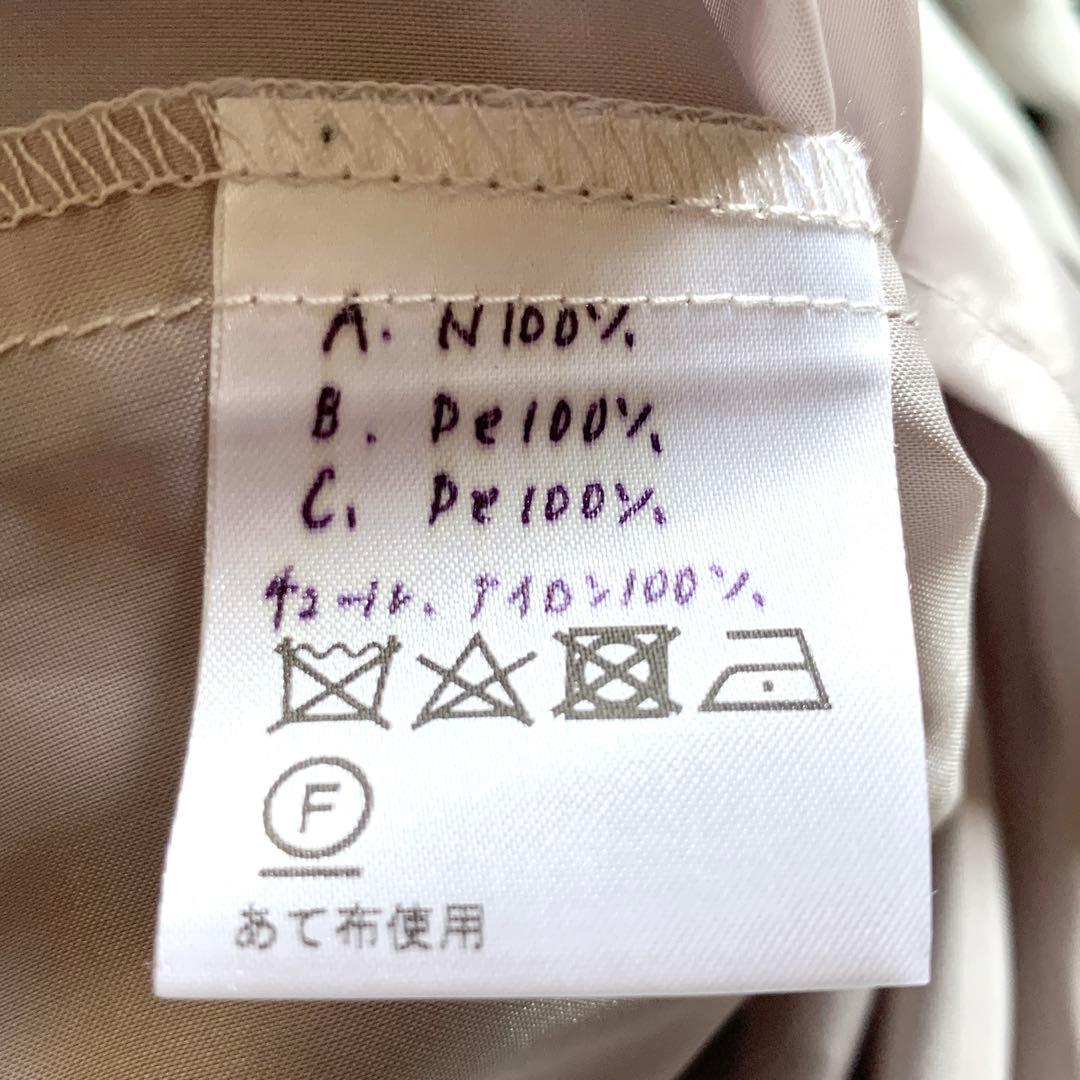 A. N100%
B. Pe100%
C. Pe100%
チュール、ナイロン100%
F
あて布使用